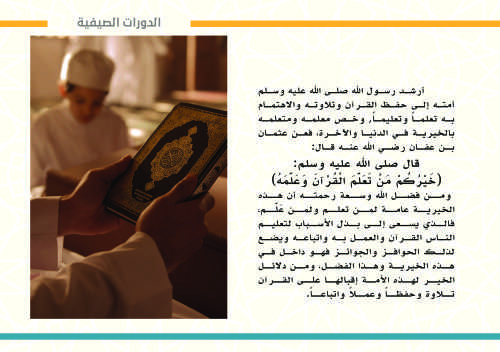 الدورات الصيفية
أرشد رسول الله صلى الله عليه وسلم
أمته إلى حفظ القرآن وتلاوته والاهتمام
به تعلماً وتعليماً, وخص معلمه ومتعلمه
بالخيرية في الدنيا والآخرة، فعن عثمان
بن عفان رضي الله عنه قال:
قال صلى الله عليه وسلم:
(خَيْرُكُمْ مَنْ تَعَلَّمَ الْقُرْآنَ وَعَلَّمَهُ)
ومن فضل الله وسعة رحمته أن هذه
الخيرية عامة لمن تعلم ولمن عَلّم،
فالذي يسعى إلى بذل الأسباب لتعليم
الناس القرآن والعمل به واتباعه ويضع
لذلك الحوافز والجوائز فهو داخل في
هذه الخيرية وهذا الفضل، ومن دلائل
الخير لهذه الأمة إقبالها على القرآن
تلاوة وحفظاً وعملاً واتباعاً.